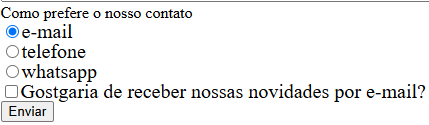 Como prefere o nosso contato
e-mail
telefone
whatsapp
Gostgaria de receber nossas novidades por e-mail?
Enviar